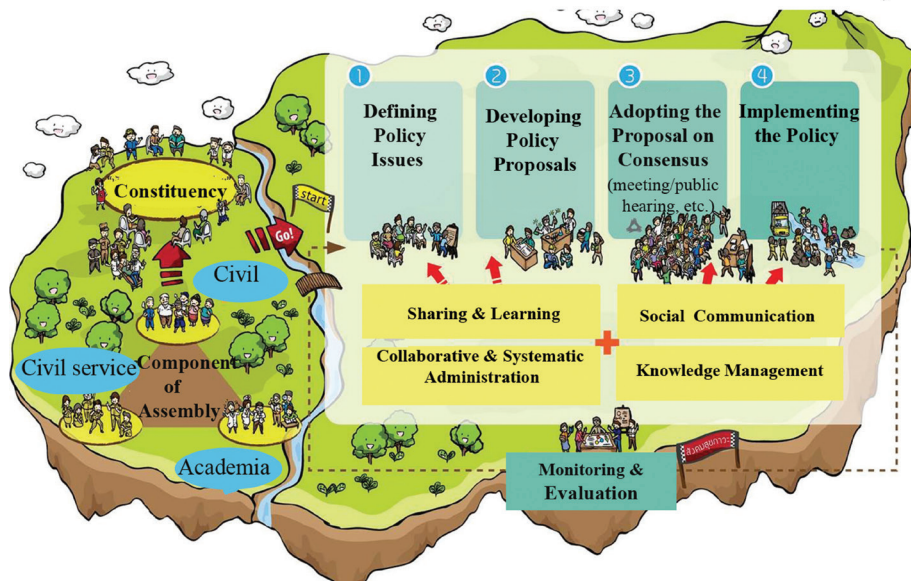 1
Defining
Policy
Issues
2
Developing
Policy
Proposals
3
Adopting the
Proposal on
Consensus
(meeting/public
hearing, etc.)
4
Implementing
the Policy
start
Constituency
Go!
Civil
Civil service
Component
of
Assembly
Academia
Sharing & Learning
Social Communication
Collaborative & Systematic
Administration
Knowledge Management
Monitoring &
Evaluation